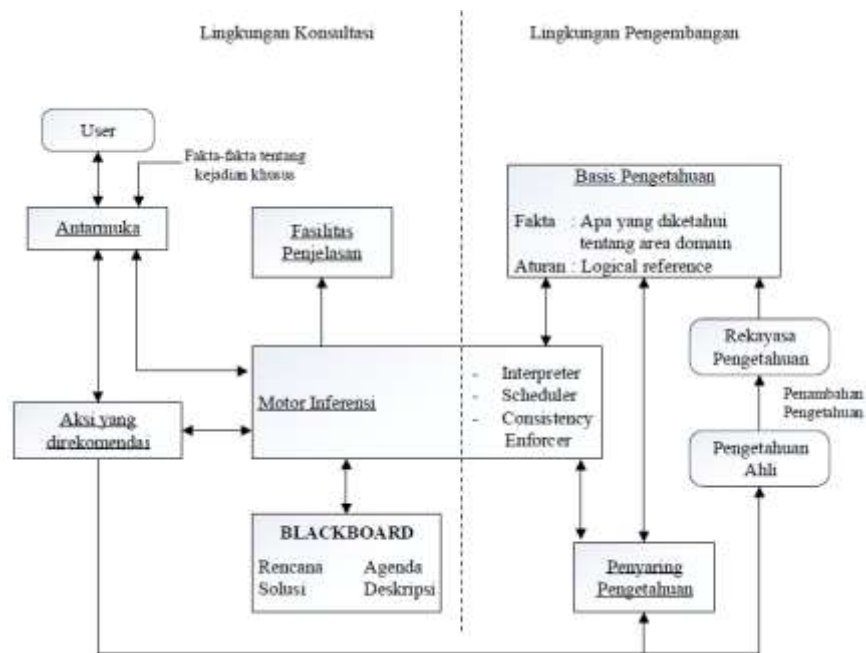 Lingkungan Konsultasi
Lingkungan Pengembangan
User
Fakta-fakta tentang
kejadian khusus
Antarmuka
Fasilitas
Penjelasan
Basis Pengetahuan
Fakta : Apa yang diketahui
tentang area domain
Aturan : Logical reference
Rekayasa
Pengetahuan
Penambahan
Pengetahuan
Pengetahuan
Ahli
Motor Inferensi
- Interpreter
- Scheduler
- Consistency
Enforcer
Aksi yang
direkomendasi
BLACKBOARD
Rencana Agenda
Solusi Deskripsi
Penyaring
Pengetahuan